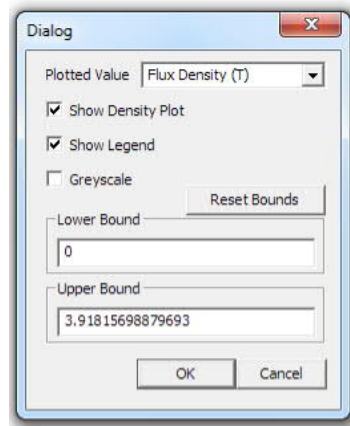 Dialog
Plotted Value Flux Density (T)
Show Density Plot
Show Legend
Greyscale
Reset Bounds
Lower Bound
0
Upper Bound
3.91815698879693
OK Cancel